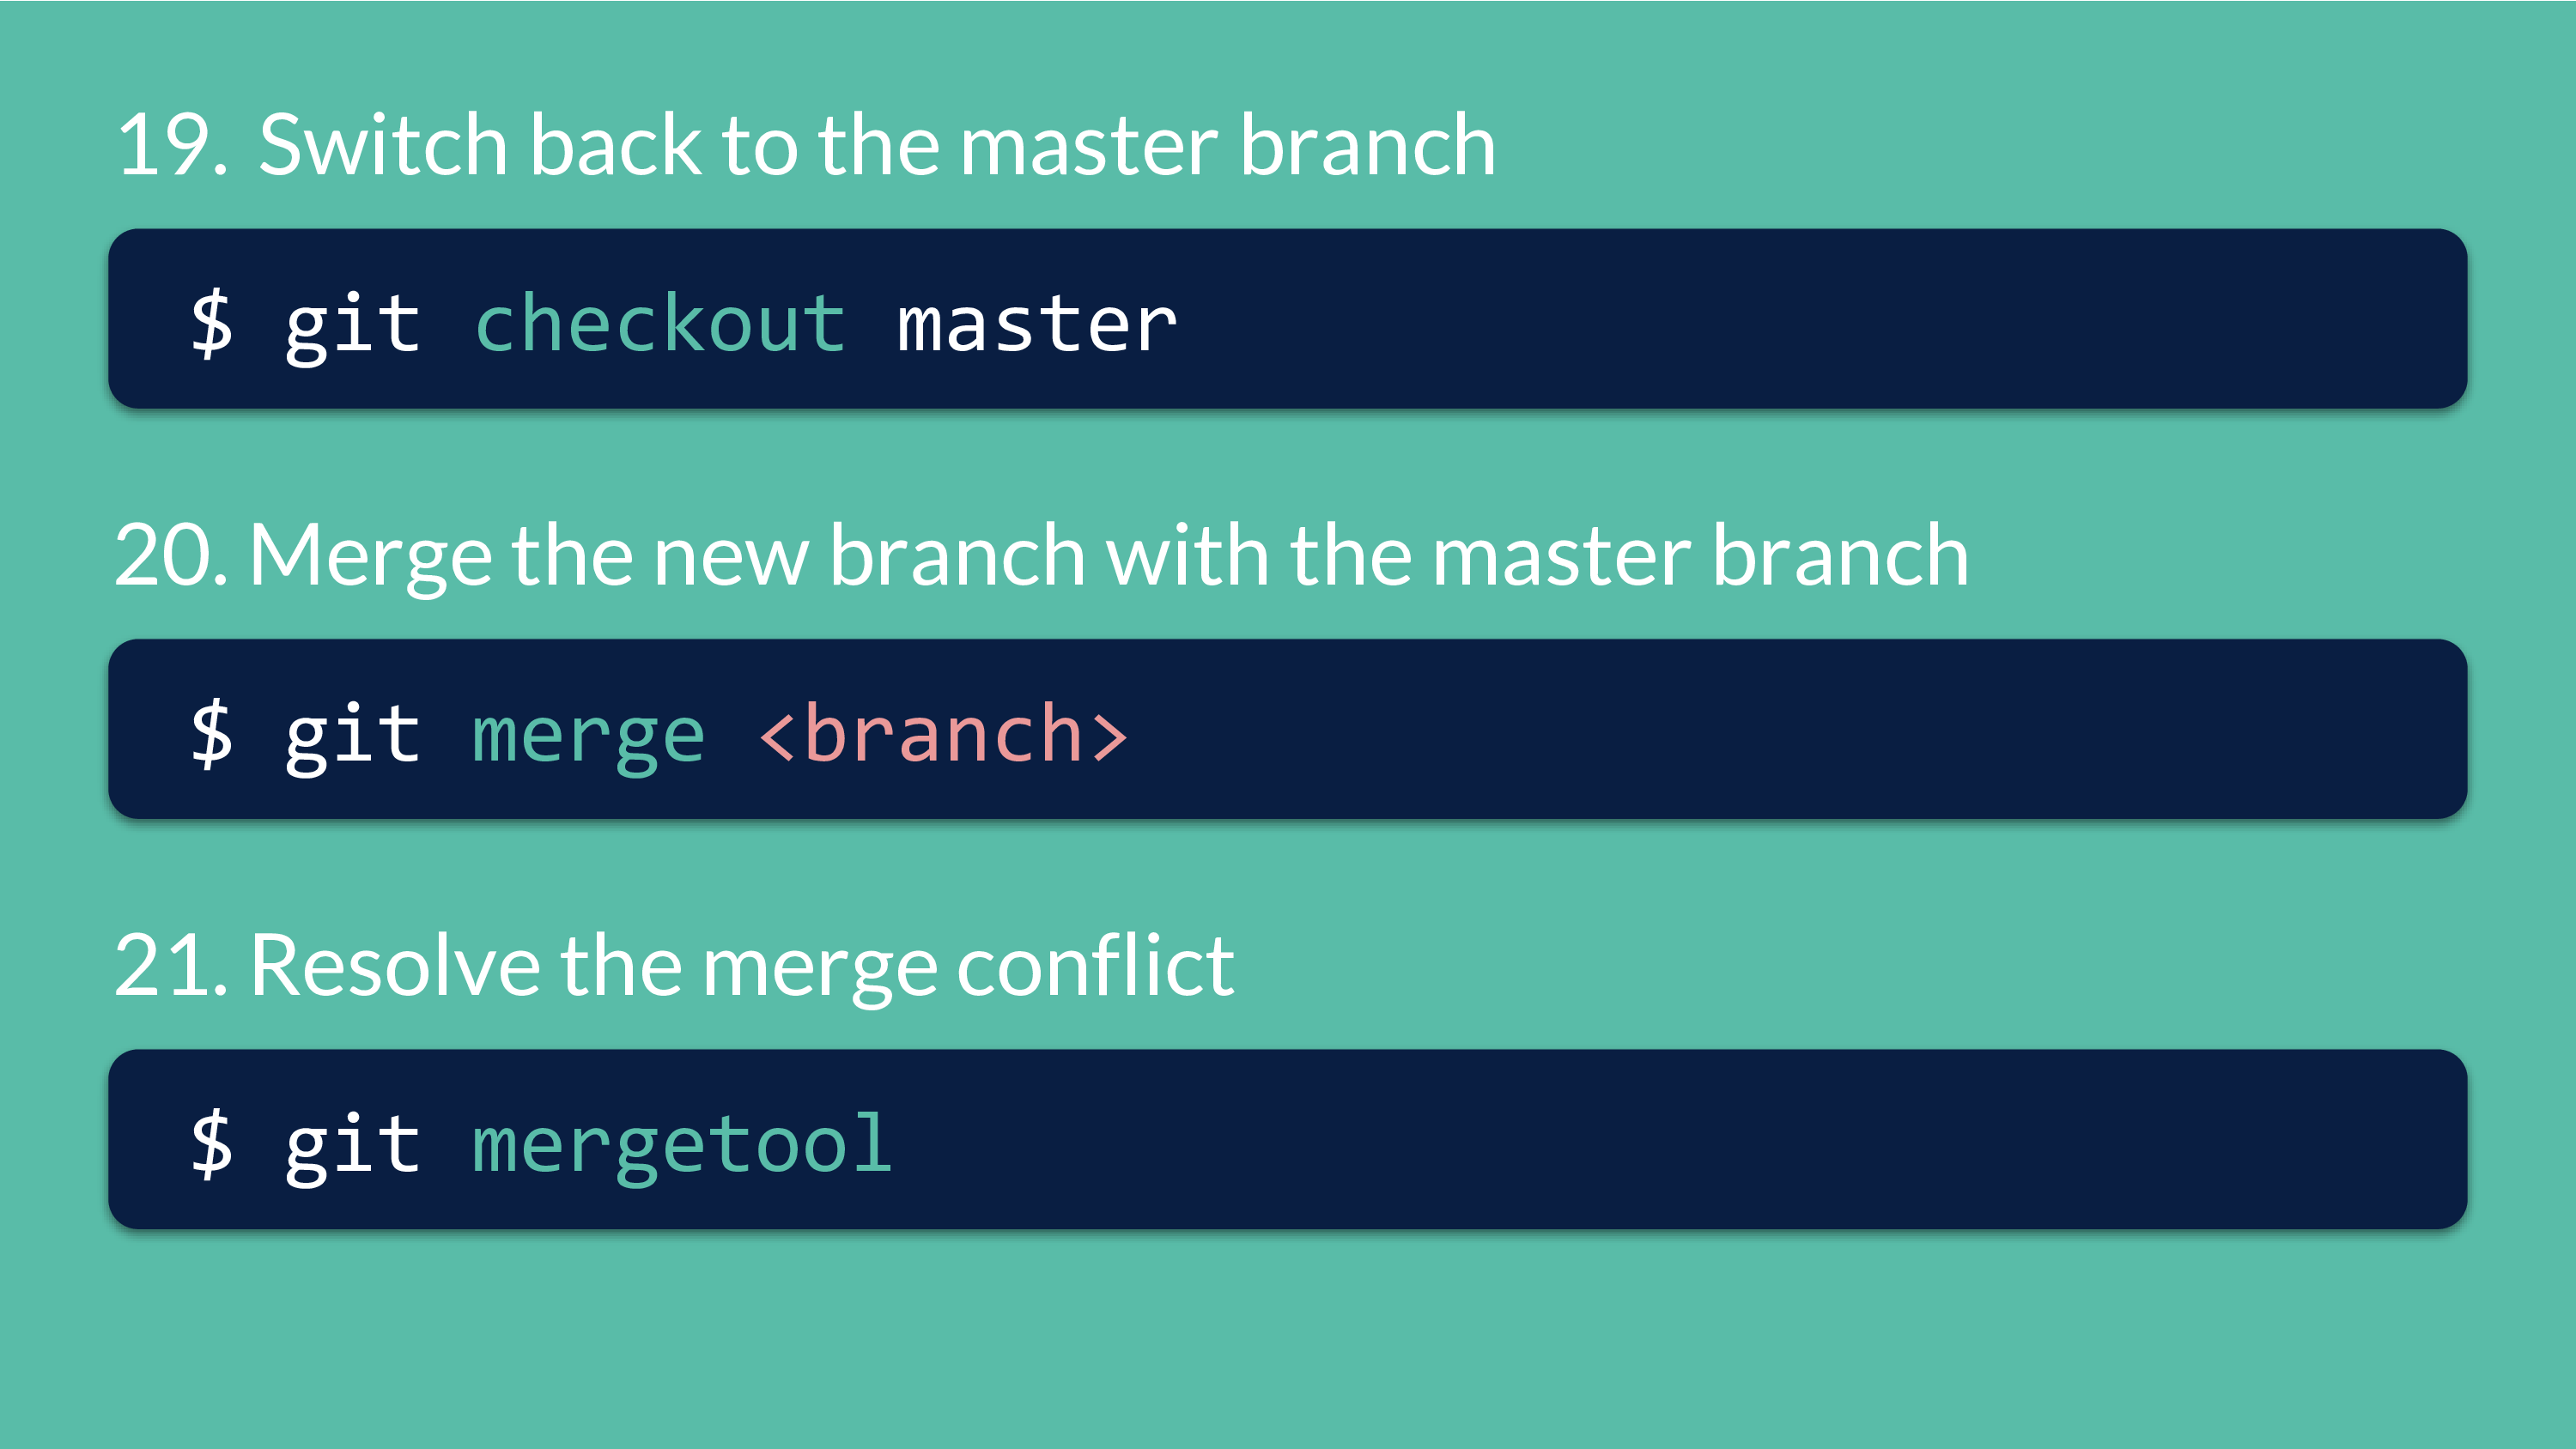 19. Switch back to the master branch
$ git checkout master
20. Merge the new branch with the master branch
$ git merge <branch>
21. Resolve the merge conflict
$ git mergetool